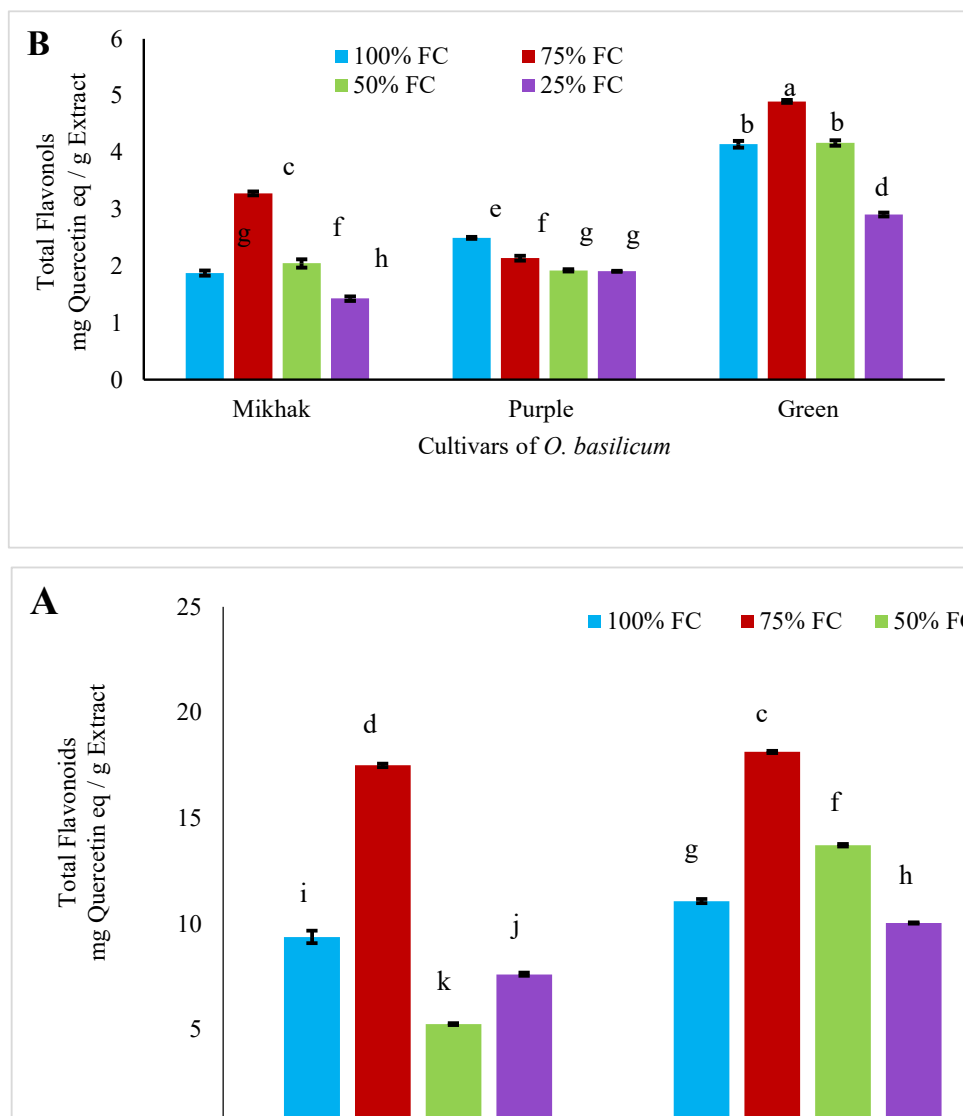 B
6
5
4
3
2
1
0
Total Flavonols
mg Quercetin eq / g Extract
100% FC 75% FC
50% FC 25% FC
g c f h
e f g g
b a b d
Mikhak Purple Green
Cultivars of O. basilicum
A
25
20
15
10
5
Total Flavonoids
mg Quercetin eq / g Extract
100% FC 75% FC 50% FC
i d k j
g c f h